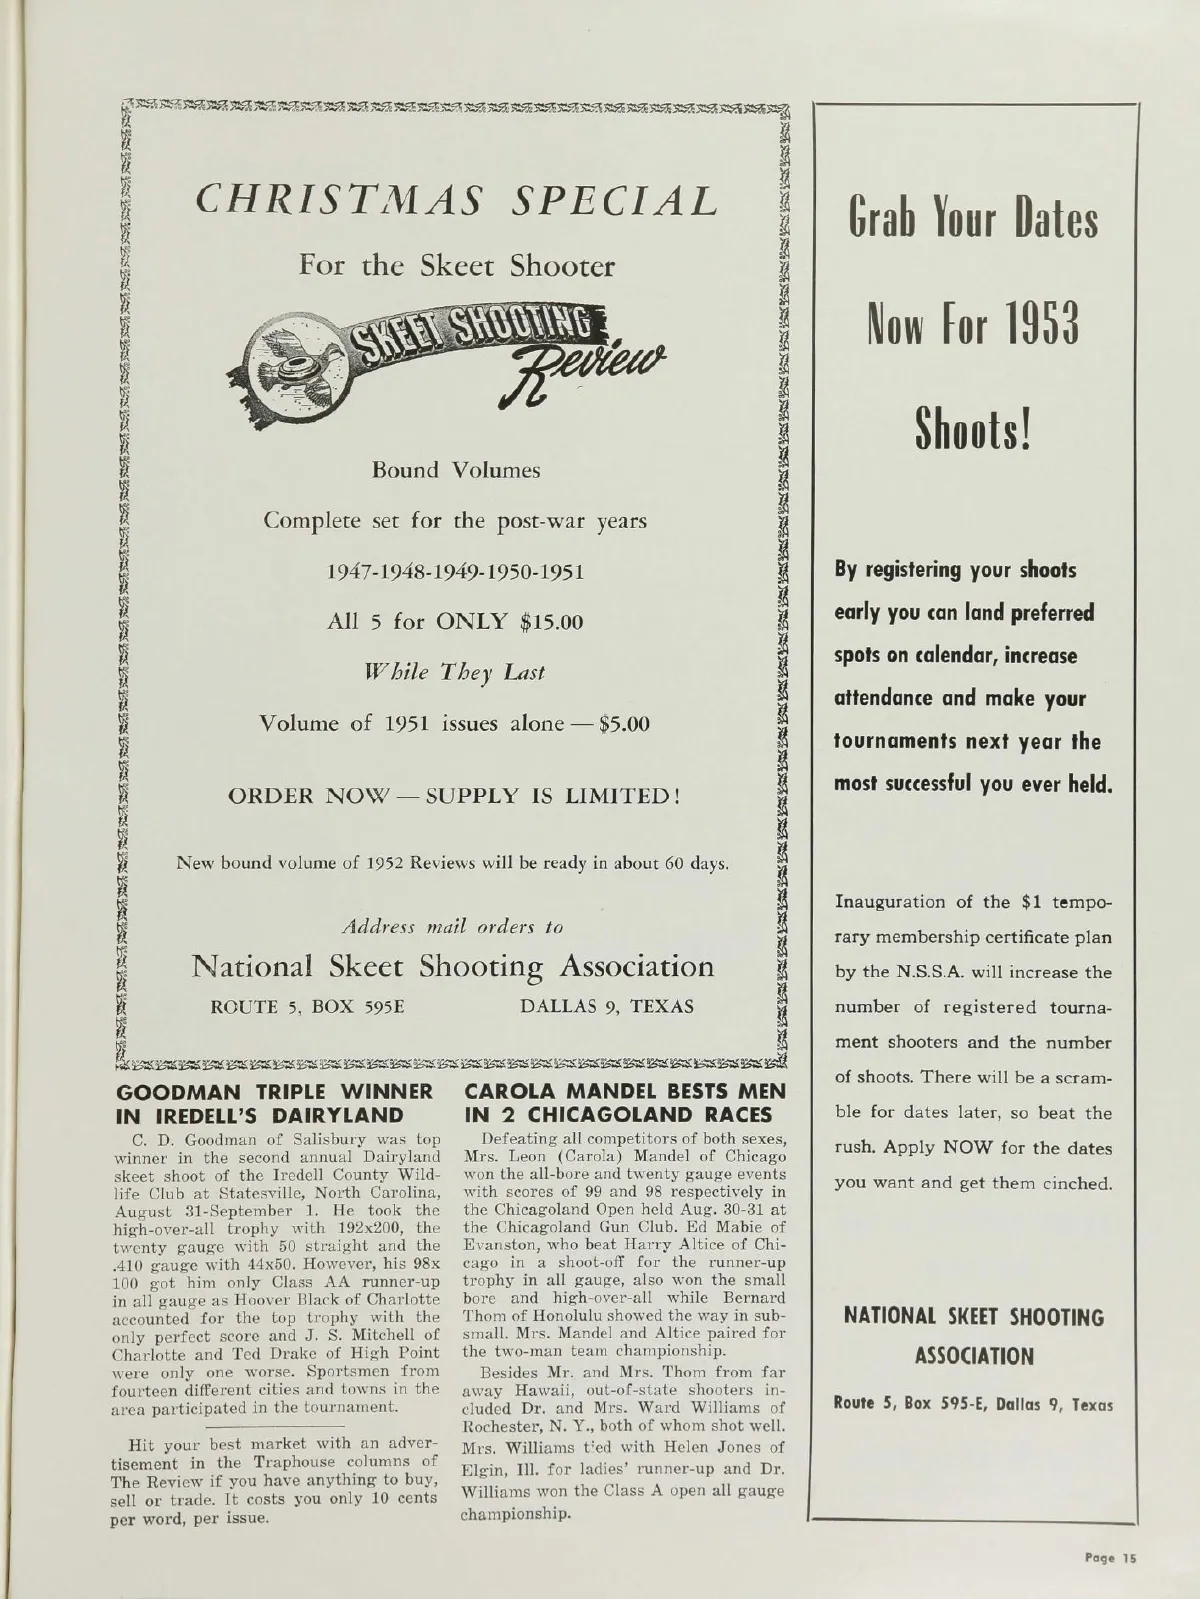 CHRISTMAS SPECIAL
For the Skeet Shooter
SKEET SHOOTING
Review
Bound Volumes
Complete set for the post-war years
1947-1948-1949-1950-1951
All 5 for ONLY $15.00
While They Last
Volume of 1951 issues alone — $5.00
ORDER NOW — SUPPLY IS LIMITED!
New bound volume of 1952 Reviews will be ready in about 60 days.
Address mail orders to
National Skeet Shooting Association
ROUTE 5, BOX 595E DALLAS 9, TEXAS
GOODMAN TRIPLE WINNER
IN IREDELL'S DAIRYLAND
C. D. Goodman of Salisbury was top
winner in the second annual Dairyland
skeet shoot of the Iredell County Wild-
life Club at Statesville, North Carolina,
August 31-September 1. He took the
high-over-all trophy with 192x200, the
twenty gauge with 50 straight and the
.410 gauge with 44x50. However, his 98x
100 got him only Class AA runner-up
in all gauge as Hoover Black of Charlotte
accounted for the top trophy with the
only perfect score and J. S. Mitchell of
Charlotte and Ted Drake of High Point
were only one worse. Sportsmen from
fourteen different cities and towns in the
area participated in the tournament.
Hit your best market with an adver-
tisement in the Traphouse columns of
The Review if you have anything to buy,
sell or trade. It costs you only 10 cents
per word, per issue.
CAROLA MANDEL BESTS MEN
IN 2 CHICAGOLAND RACES
Defeating all competitors of both sexes,
Mrs. Leon (Carola) Mandel of Chicago
won the all-bore and twenty gauge events
with scores of 99 and 98 respectively in
the Chicagoland Open held Aug. 30-31 at
the Chicagoland Gun Club. Ed Mabie of
Evanston, who beat Harry Altice of Chi-
cago in a shoot-off for the runner-up
trophy in all gauge, also won the small
bore and high-over-all while Bernard
Thom of Honolulu showed the way in sub-
small. Mrs. Mandel and Altice paired for
the two-man team championship.
Besides Mr. and Mrs. Thom from far
away Hawaii, out-of-state shooters in-
cluded Dr. and Mrs. Ward Williams of
Rochester, N. Y., both of whom shot well.
Mrs. Williams tied with Helen Jones of
Elgin, Ill. for ladies' runner-up and Dr.
Williams won the Class A open all gauge
championship.
Grab Your Dates
Now For 1953
Shoots!
By registering your shoots
early you can land preferred
spots on calendar, increase
attendance and make your
tournaments next year the
most successful you ever held.
Inauguration of the $1 tempo-
rary membership certificate plan
by the N.S.S.A. will increase the
number of registered tourna-
ment shooters and the number
of shoots. There will be a scram-
ble for dates later, so beat the
rush. Apply NOW for the dates
you want and get them cinched.
NATIONAL SKEET SHOOTING
ASSOCIATION
Route 5, Box 595-E, Dallas 9, Texas
Page 15